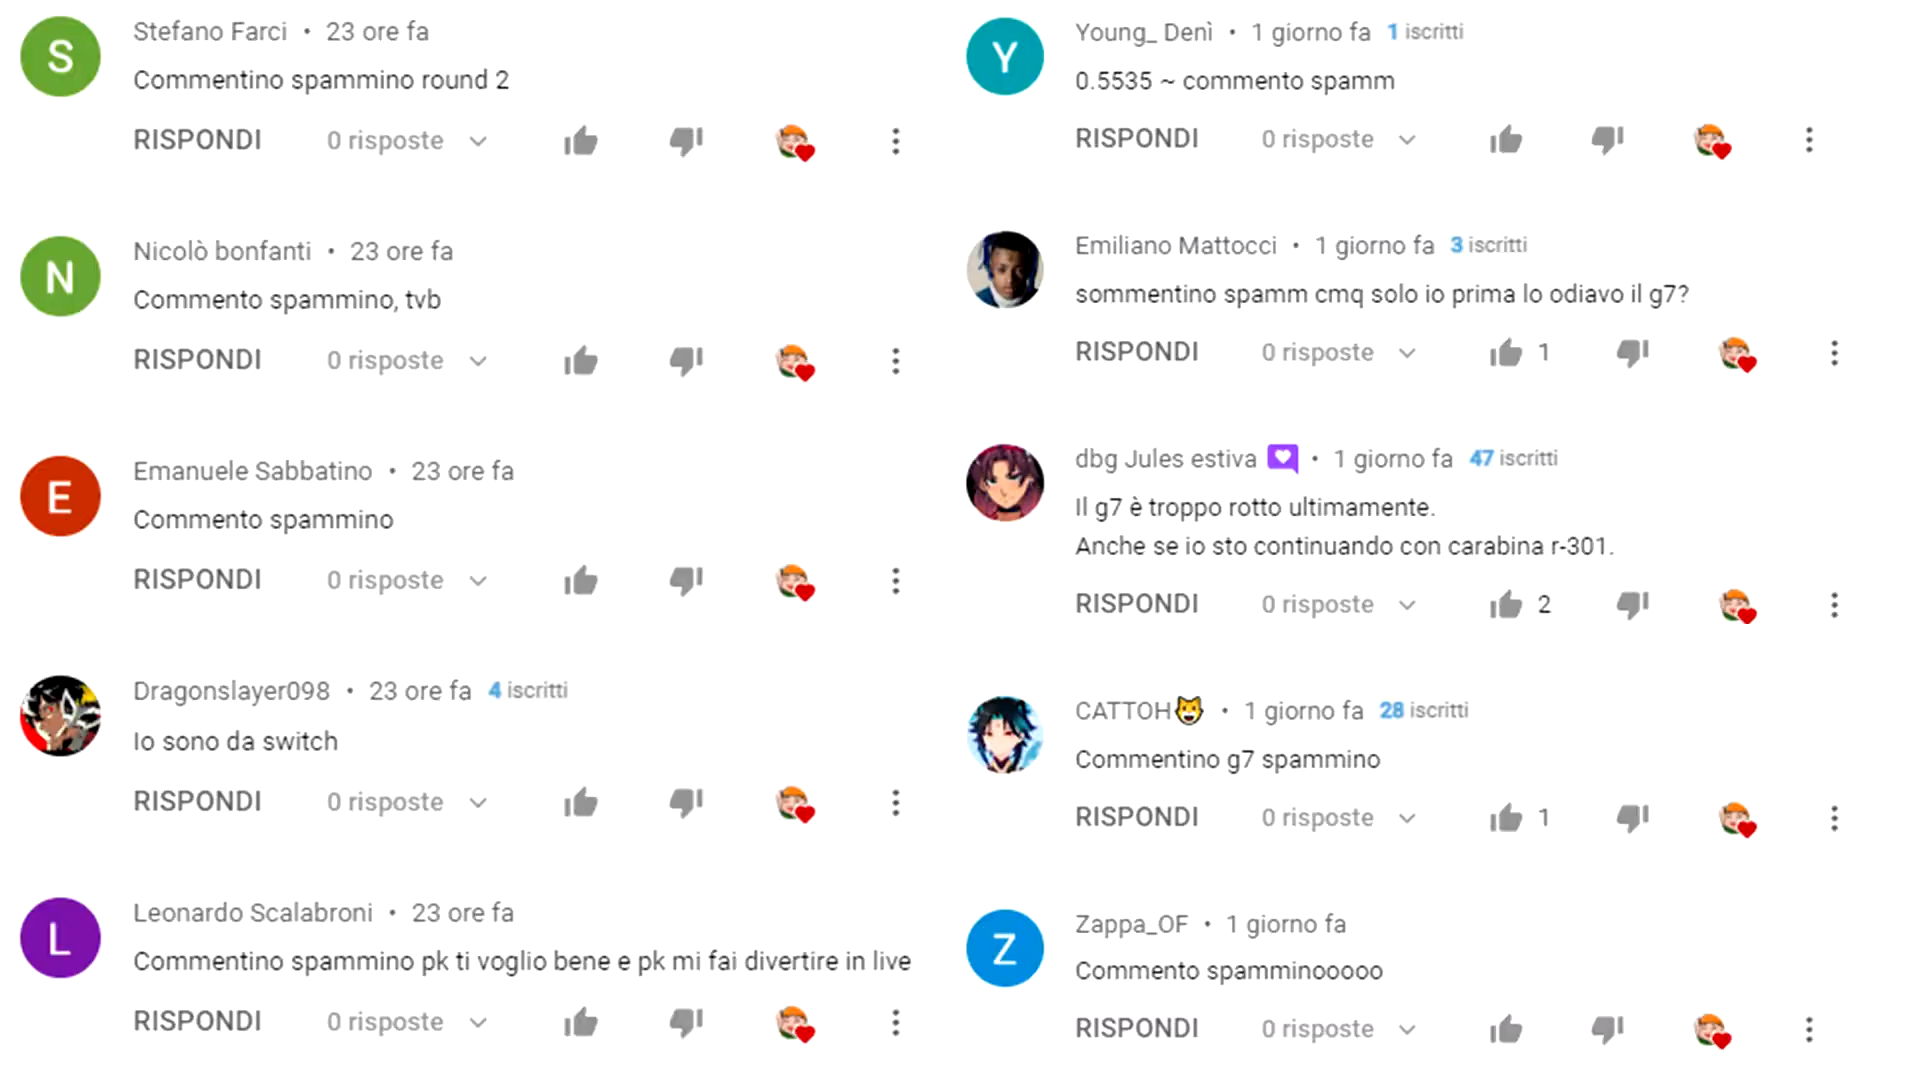 S
Stefano Farci • 23 ore fa
Commentino spammino round 2
RISPONDI 0 risposte
N
Nicolò bonfanti • 23 ore fa
Commento spammino, tvb
RISPONDI 0 risposte
E
Emanuele Sabbatino • 23 ore fa
Commento spammino
RISPONDI 0 risposte
Dragonslayer098 • 23 ore fa 4 iscritti
Io sono da switch
RISPONDI 0 risposte
L
Leonardo Scalabroni • 23 ore fa
Commentino spammino pk ti voglio bene e pk mi fai divertire in live
RISPONDI 0 risposte
Y
Young_ Denì • 1 giorno fa 1 iscritti
0.5535 ~ commento spamm
RISPONDI 0 risposte
Emiliano Mattocci • 1 giorno fa 3 iscritti
sommentino spamm cmq solo io prima lo odiavo il g7?
RISPONDI 0 risposte 1
dbg Jules estiva • 1 giorno fa 47 iscritti
Il g7 è troppo rotto ultimamente.
Anche se io sto continuando con carabina r-301.
RISPONDI 0 risposte 2
CATTOH😺 • 1 giorno fa 28 iscritti
Commentino g7 spammino
RISPONDI 0 risposte 1
Z
Zappa_OF • 1 giorno fa
Commento spamminooooo
RISPONDI 0 risposte